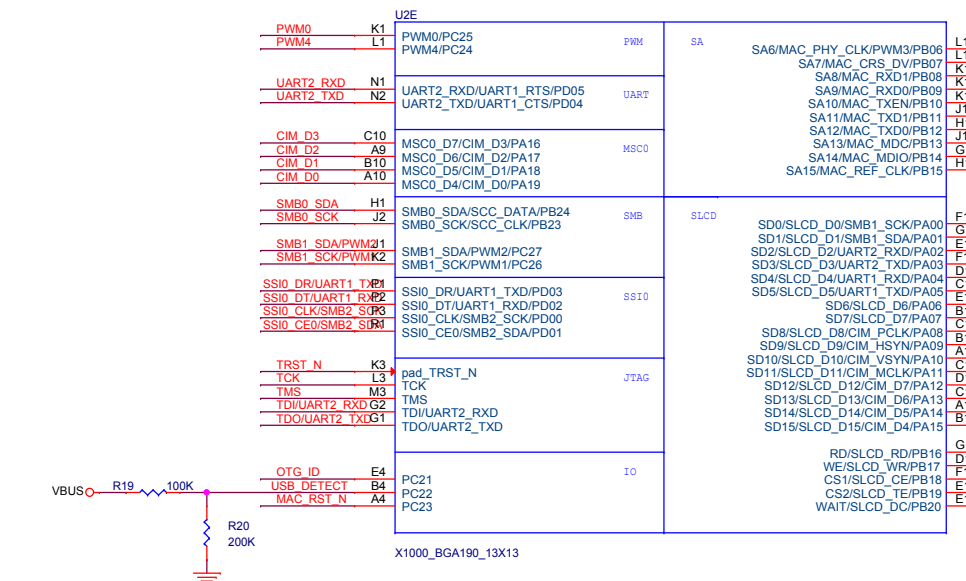 U2E
PWM0 K1 PWM0/PC25 PWM
PWM4 L1 PWM4/PC24
UART2_RXD N1 UART2_RXD/UART1_RTS/PD05 UART
UART2_TXD N2 UART2_TXD/UART1_CTS/PD04
CIM_D3 C10 MSC0_D7/CIM_D3/PA16 MSC0
CIM_D2 A9 MSC0_D6/CIM_D2/PA17
CIM_D1 B10 MSC0_D5/CIM_D1/PA18
CIM_D0 A10 MSC0_D4/CIM_D0/PA19
SMB0_SDA H1 SMB0_SDA/SCC_DATA/PB24 SMB
SMB0_SCK J2 SMB0_SCK/SCC_CLK/PB23
SMB1_SDA/PWM2 J1 SMB1_SDA/PWM2/PC27
SMB1_SCK/PWM1 K2 SMB1_SCK/PWM1/PC26
SSI0_DR/UART1_TXD P1 SSI0_DR/UART1_TXD/PD03 SSI0
SSI0_DT/UART1_RXD P2 SSI0_DT/UART1_RXD/PD02
SSI0_CLK/SMB2_SCK P3 SSI0_CLK/SMB2_SCK/PD00
SSI0_CE0/SMB2_SDA R1 SSI0_CE0/SMB2_SDA/PD01
TRST_N K3 pad_TRST_N JTAG
TCK L3 TCK
TMS M3 TMS
TDI/UART2_RXD G2 TDI/UART2_RXD
TDO/UART2_TXD G1 TDO/UART2_TXD
OTG_ID E4 PC21 IO
USB_DETECT B4 PC22
MAC_RST_N A4 PC23
VBUS R19 100K
R20
200K
SA
SA6/MAC_PHY_CLK/PWM3/PB06
SA7/MAC_CRS_DV/PB07
SA8/MAC_RXD1/PB08
SA9/MAC_RXD0/PB09
SA10/MAC_TXEN/PB10
SA11/MAC_TXD1/PB11
SA12/MAC_TXD0/PB12
SA13/MAC_MDC/PB13
SA14/MAC_MDIO/PB14
SA15/MAC_REF_CLK/PB15
SLCD
SD0/SLCD_D0/SMB1_SCK/PA00
SD1/SLCD_D1/SMB1_SDA/PA01
SD2/SLCD_D2/UART2_RXD/PA02
SD3/SLCD_D3/UART2_TXD/PA03
SD4/SLCD_D4/UART1_RXD/PA04
SD5/SLCD_D5/UART1_TXD/PA05
SD6/SLCD_D6/PA06
SD7/SLCD_D7/PA07
SD8/SLCD_D8/CIM_PCLK/PA08
SD9/SLCD_D9/CIM_HSYN/PA09
SD10/SLCD_D10/CIM_VSYN/PA10
SD11/SLCD_D11/CIM_MCLK/PA11
SD12/SLCD_D12/CIM_D7/PA12
SD13/SLCD_D13/CIM_D6/PA13
SD14/SLCD_D14/CIM_D5/PA14
SD15/SLCD_D15/CIM_D4/PA15
RD/SLCD_RD/PB16
WE/SLCD_WR/PB17
CS1/SLCD_CE/PB18
CS2/SLCD_TE/PB19
WAIT/SLCD_DC/PB20
X1000_BGA190_13X13